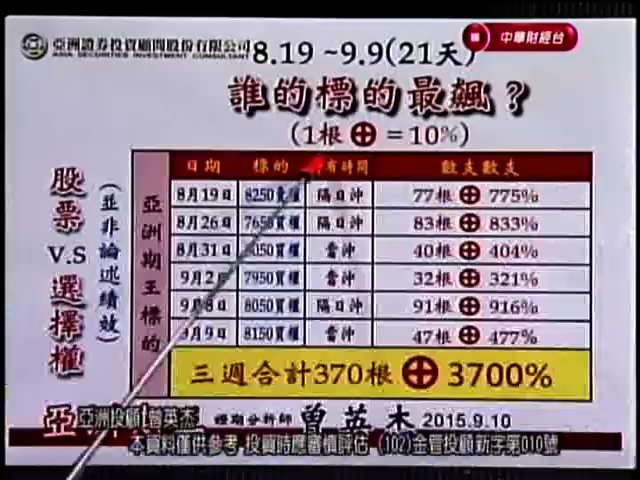 亞洲證券投資顧問股份有限公司
ASIA SECURITIES INVESTMENT CONSULTANT
8.19 ~9.9(21天)
中華財經台
誰的標的最飆？
(1根⊕=10%)
股票V.S選擇權
(並非論述績效)
亞洲期王標的
日期 標的 有時間
8月19日 8250賣權 隔日沖 77根⊕775%
8月26日 7650買權 隔日沖 83根⊕833%
8月31日 050買權 當沖 40根⊕404%
9月2 7950買權 當沖 32根⊕321%
9月8 8050買權 隔日沖 91根⊕916%
月9日 8150買權 當沖 47根⊕477%
三週合計370根⊕3700%
亞
亞洲投顧 曾英杰
證期分析師 曾英杰 2015.9.10
本資料僅供參考 投資時應審慎評估 (102)金管投顧新字第010號